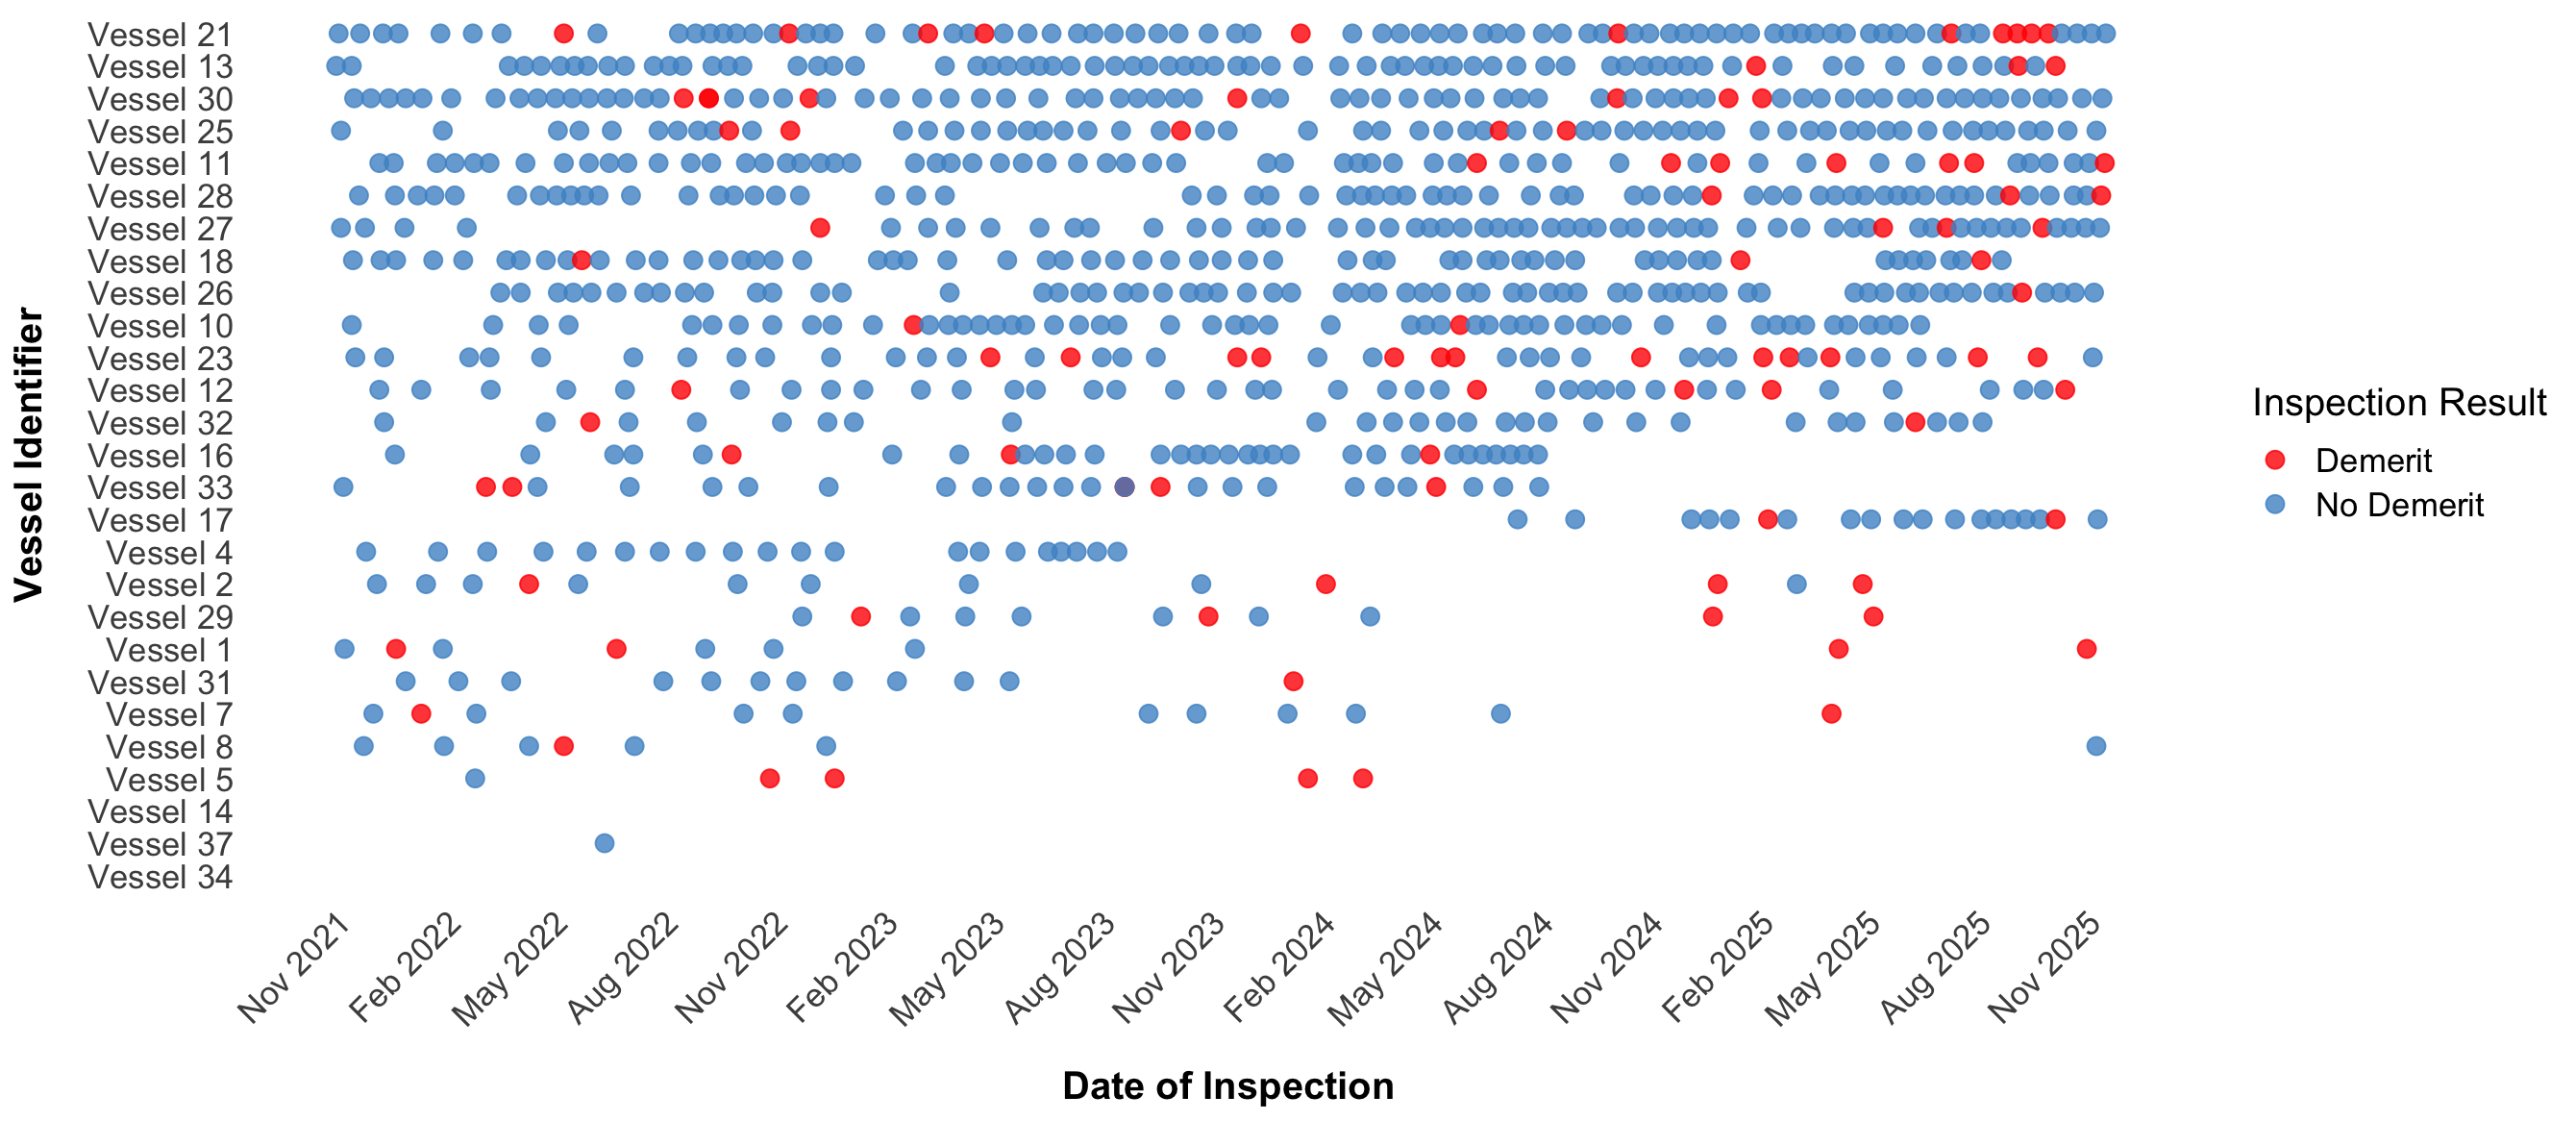 Vessel Identifier
Vessel 21
Vessel 13
Vessel 30
Vessel 25
Vessel 11
Vessel 28
Vessel 27
Vessel 18
Vessel 26
Vessel 10
Vessel 23
Vessel 12
Vessel 32
Vessel 16
Vessel 33
Vessel 17
Vessel 4
Vessel 2
Vessel 29
Vessel 1
Vessel 31
Vessel 7
Vessel 8
Vessel 5
Vessel 14
Vessel 37
Vessel 34
Nov 2021
Feb 2022
May 2022
Aug 2022
Nov 2022
Feb 2023
May 2023
Aug 2023
Nov 2023
Feb 2024
May 2024
Aug 2024
Nov 2024
Feb 2025
May 2025
Aug 2025
Nov 2025
Date of Inspection
Inspection Result
Demerit
No Demerit